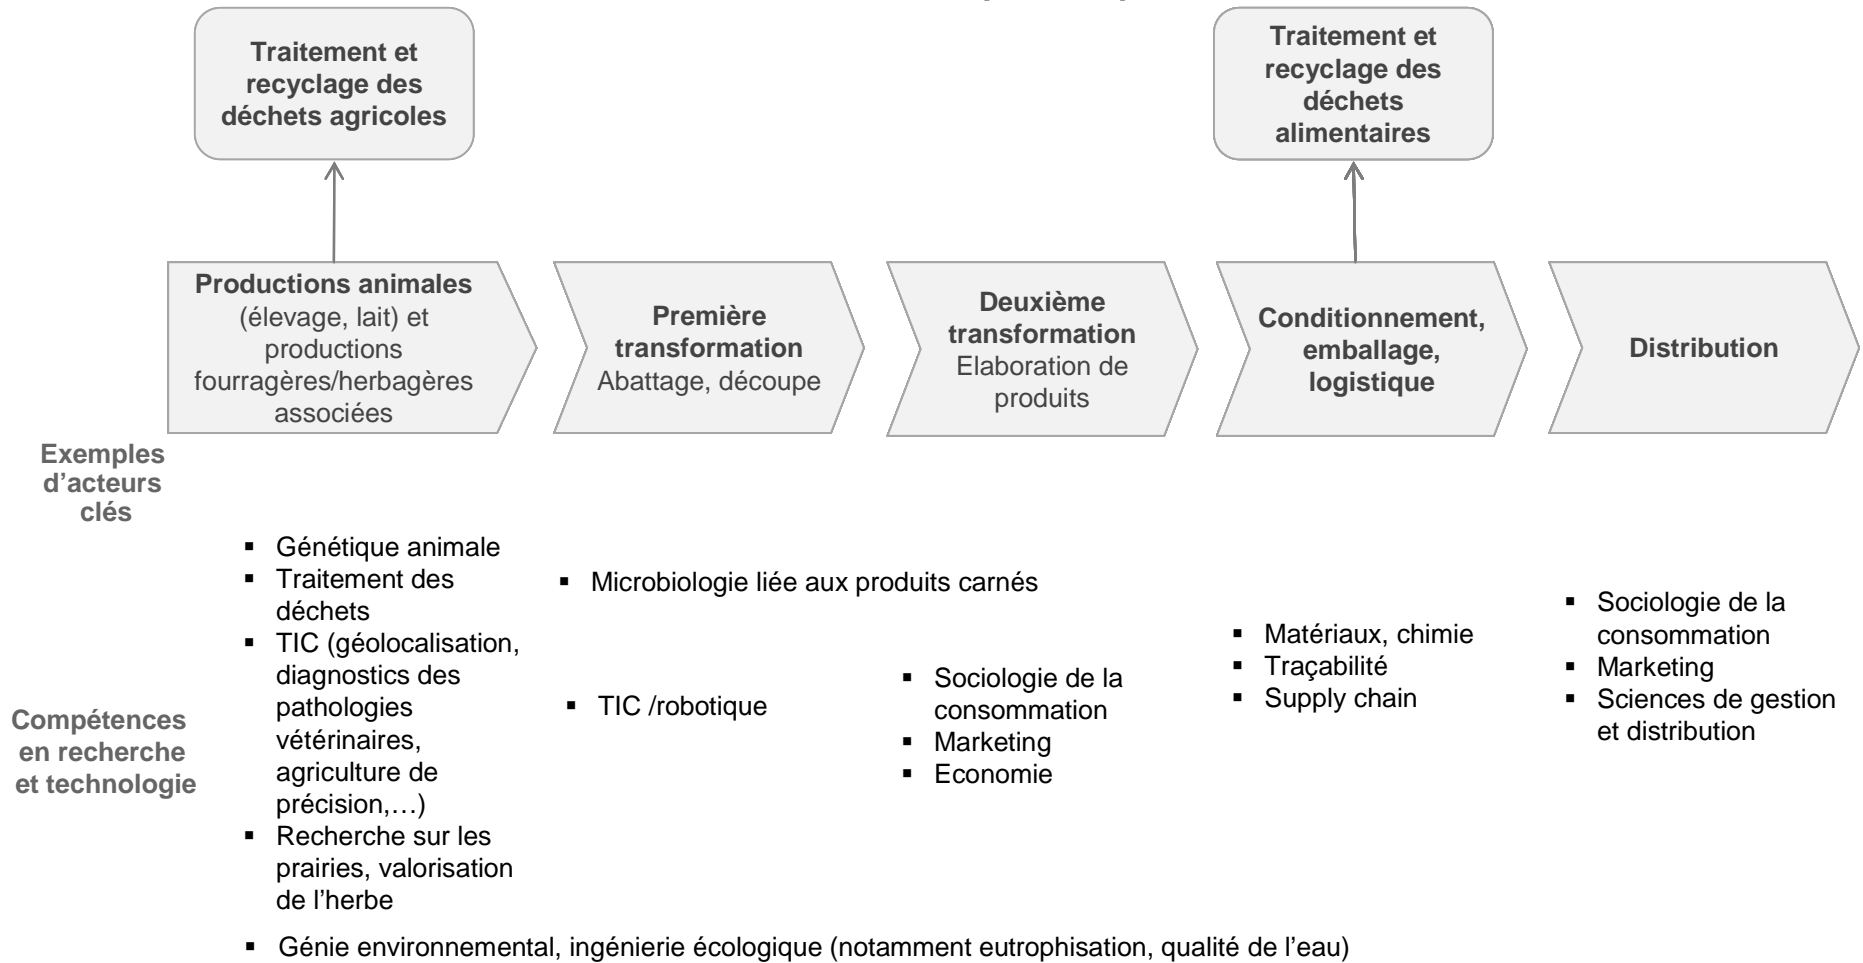 Traitement et
recyclage des
déchets agricoles
Traitement et
recyclage des
déchets
alimentaires
Productions animales
(élevage, lait) et
productions
fourragères/herbagères
associées
Première
transformation
Abattage, découpe
Deuxième
transformation
Elaboration de
produits
Conditionnement,
emballage,
logistique
Distribution
Exemples
d’acteurs
clés
Compétences
en recherche
et technologie
▪ Génétique animale
▪ Traitement des
déchets
▪ TIC (géolocalisation,
diagnostics des
pathologies
vétérinaires,
agriculture de
précision,…)
▪ Recherche sur les
prairies, valorisation
de l’herbe
▪ Microbiologie liée aux produits carnés
▪ TIC /robotique
▪ Sociologie de la
consommation
▪ Marketing
▪ Economie
▪ Matériaux, chimie
▪ Traçabilité
▪ Supply chain
▪ Sociologie de la
consommation
▪ Marketing
▪ Sciences de gestion
et distribution
▪ Génie environnemental, ingénierie écologique (notamment eutrophisation, qualité de l’eau)